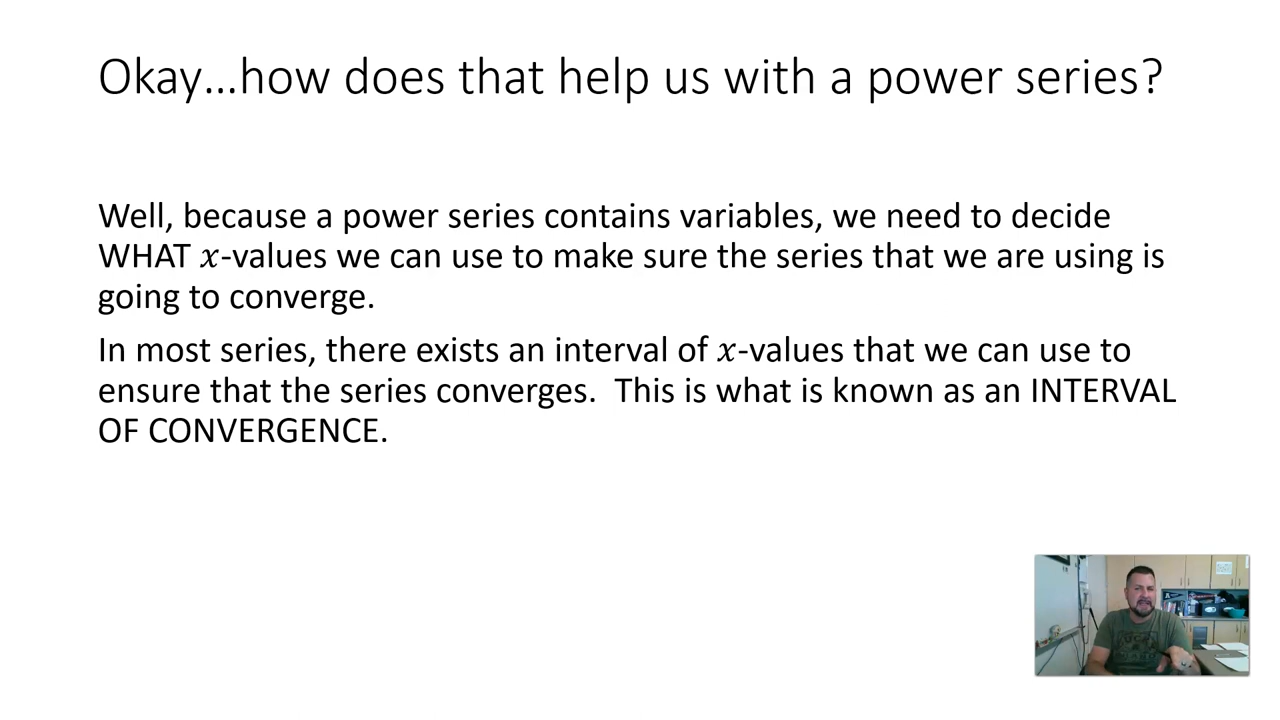 Okay…how does that help us with a power series?
Well, because a power series contains variables, we need to decide
WHAT 𝑥-values we can use to make sure the series that we are using is
going to converge.
In most series, there exists an interval of 𝑥-values that we can use to
ensure that the series converges.  This is what is known as an INTERVAL
OF CONVERGENCE.